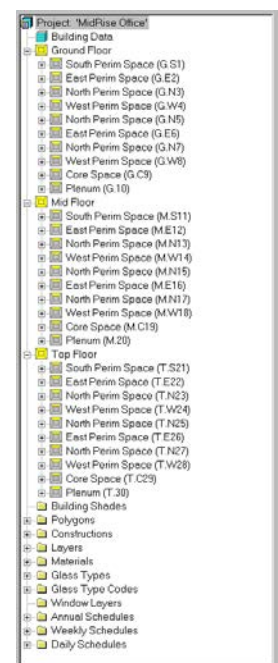 Project: 'MidRise Office'
Building Data
Ground Floor
South Perim Space (G.S1)
East Perim Space (G.E2)
North Perim Space (G.N3)
West Perim Space (G.W4)
North Perim Space (G.N5)
East Perim Space (G.E6)
North Perim Space (G.N7)
West Perim Space (G.W8)
Core Space (G.C9)
Plenum (G.10)
Mid Floor
South Perim Space (M.S11)
East Perim Space (M.E12)
North Perim Space (M.N13)
West Perim Space (M.W14)
North Perim Space (M.N15)
East Perim Space (M.E16)
North Perim Space (M.N17)
West Perim Space (M.W18)
Core Space (M.C19)
Plenum (M.20)
Top Floor
South Perim Space (T.S21)
East Perim Space (T.E22)
North Perim Space (T.N23)
West Perim Space (T.W24)
North Perim Space (T.N25)
East Perim Space (T.E26)
North Perim Space (T.N27)
West Perim Space (T.W28)
Core Space (T.C29)
Plenum (T.30)
Building Shades
Polygons
Constructions
Layers
Materials
Glass Types
Glass Type Codes
Window Layers
Annual Schedules
Weekly Schedules
Daily Schedules